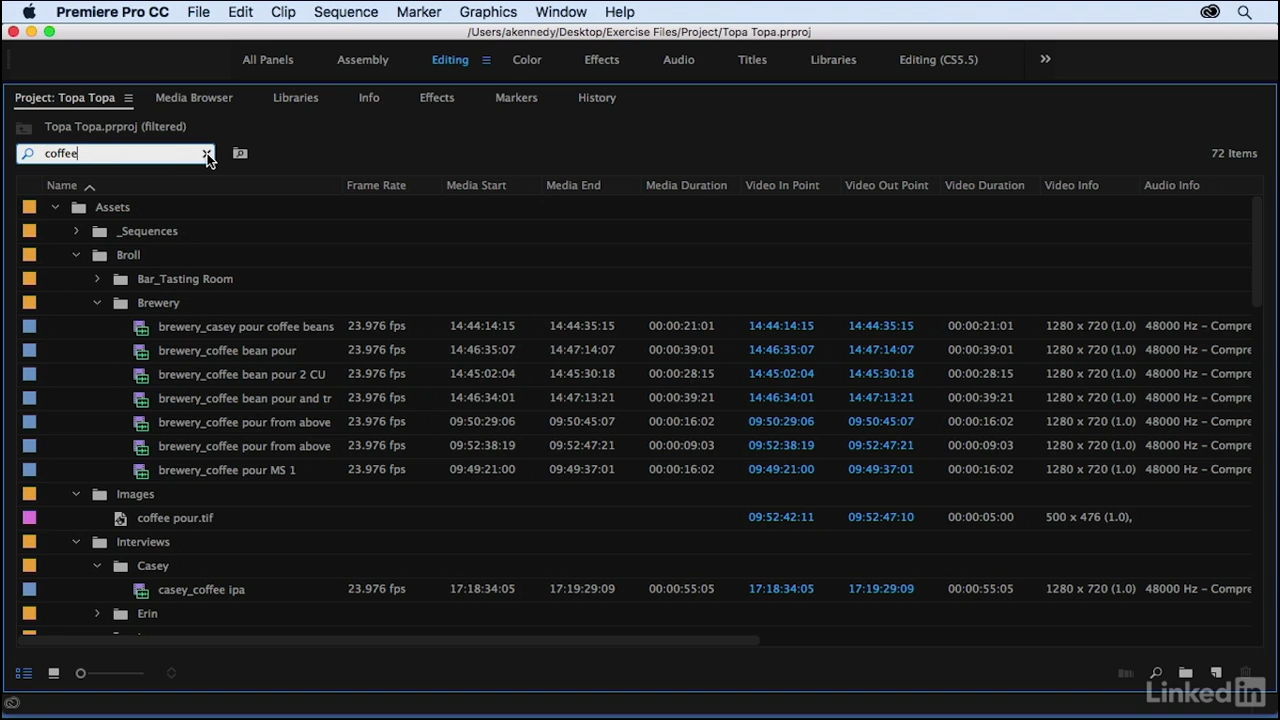 Premiere Pro CC File Edit Clip Sequence Marker Graphics Window Help
/Users/akennedy/Desktop/Exercise Files/Project/Topa Topa.prproj
All Panels Assembly Editing Color Effects Audio Titles Libraries Editing (CS5.5)
Project: Topa Topa Media Browser Libraries Info Effects Markers History
Topa Topa.prproj (filtered)
coffee 72 Items
Name Frame Rate Media Start Media End Media Duration Video In Point Video Out Point Video Duration Video Info Audio Info
Assets
_Sequences
Broll
Bar_Tasting Room
Brewery
brewery_casey pour coffee beans 23.976 fps 14:44:14:15 14:44:35:15 00:00:21:01 14:44:14:15 14:44:35:15 00:00:21:01 1280 x 720 (1.0) 48000 Hz – Compre
brewery_coffee bean pour 23.976 fps 14:46:35:07 14:47:14:07 00:00:39:01 14:46:35:07 14:47:14:07 00:00:39:01 1280 x 720 (1.0) 48000 Hz – Compre
brewery_coffee bean pour 2 CU 23.976 fps 14:45:02:04 14:45:30:18 00:00:28:15 14:45:02:04 14:45:30:18 00:00:28:15 1280 x 720 (1.0) 48000 Hz – Compre
brewery_coffee bean pour and tr 23.976 fps 14:46:34:01 14:47:13:21 00:00:39:21 14:46:34:01 14:47:13:21 00:00:39:21 1280 x 720 (1.0) 48000 Hz – Compre
brewery_coffee pour from above 23.976 fps 09:50:29:06 09:50:45:07 00:00:16:02 09:50:29:06 09:50:45:07 00:00:16:02 1280 x 720 (1.0) 48000 Hz – Compre
brewery_coffee pour from above 23.976 fps 09:52:38:19 09:52:47:21 00:00:09:03 09:52:38:19 09:52:47:21 00:00:09:03 1280 x 720 (1.0) 48000 Hz – Compre
brewery_coffee pour MS 1 23.976 fps 09:49:21:00 09:49:37:01 00:00:16:02 09:49:21:00 09:49:37:01 00:00:16:02 1280 x 720 (1.0) 48000 Hz – Compre
Images
coffee pour.tif 09:52:42:11 09:52:47:10 00:00:05:00 500 x 476 (1.0),
Interviews
Casey
casey_coffee ipa 23.976 fps 17:18:34:05 17:19:29:09 00:00:55:05 17:18:34:05 17:19:29:09 00:00:55:05 1280 x 720 (1.0) 48000 Hz – Compre
Erin
LinkedIn